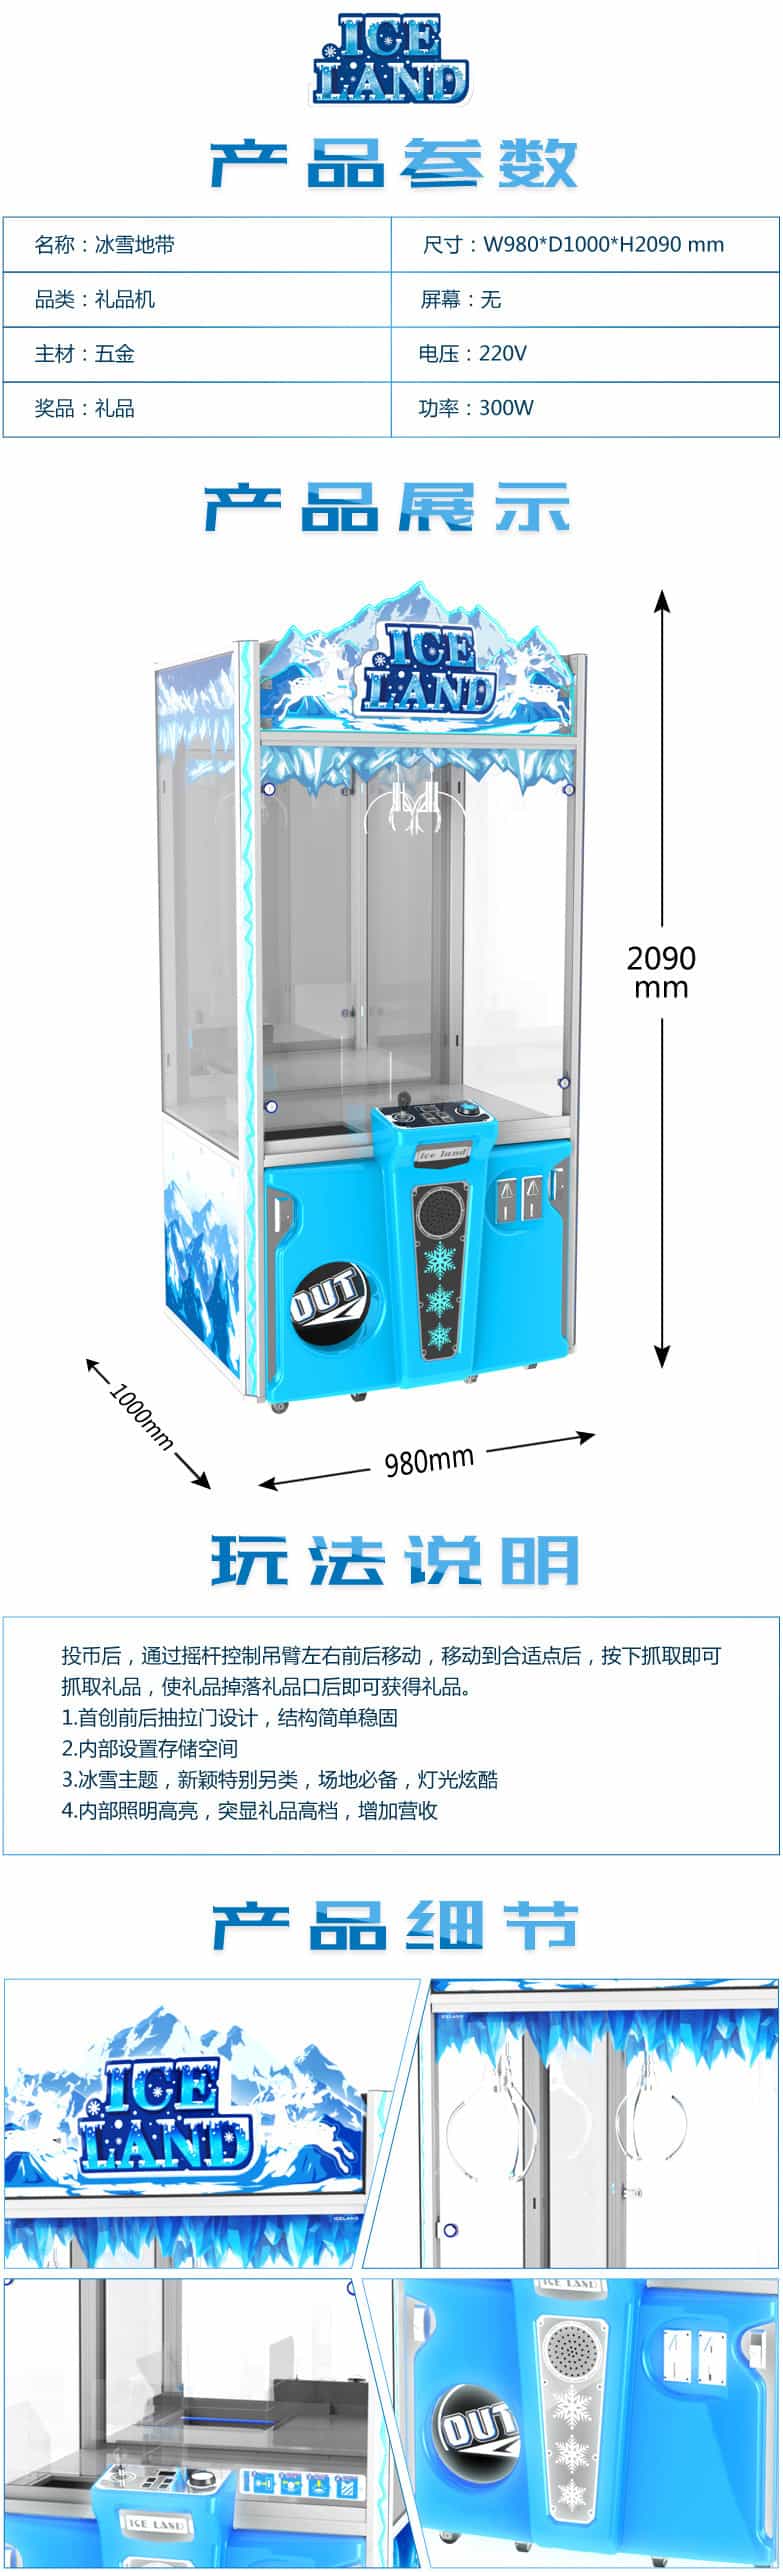 ICE
LAND
产品参数
名称：冰雪地带
尺寸：W980*D1000*H2090 mm
品类：礼品机
屏幕：无
主材：五金
电压：220V
奖品：礼品
功率：300W
产品展示
ICE
LAND
2090
mm
Ice land
OUT
1000mm
980mm
玩法说明
投币后，通过摇杆控制吊臂左右前后移动，移动到合适点后，按下抓取即可
抓取礼品，使礼品掉落礼品口后即可获得礼品。
1.首创前后抽拉门设计，结构简单稳固
2.内部设置存储空间
3.冰雪主题，新颖特别另类，场地必备，灯光炫酷
4.内部照明高亮，突显礼品高档，增加营收
产品细节
ICE
LAND
ICELAND
ICELAND
ICE LAND
ICE LAND
OUT